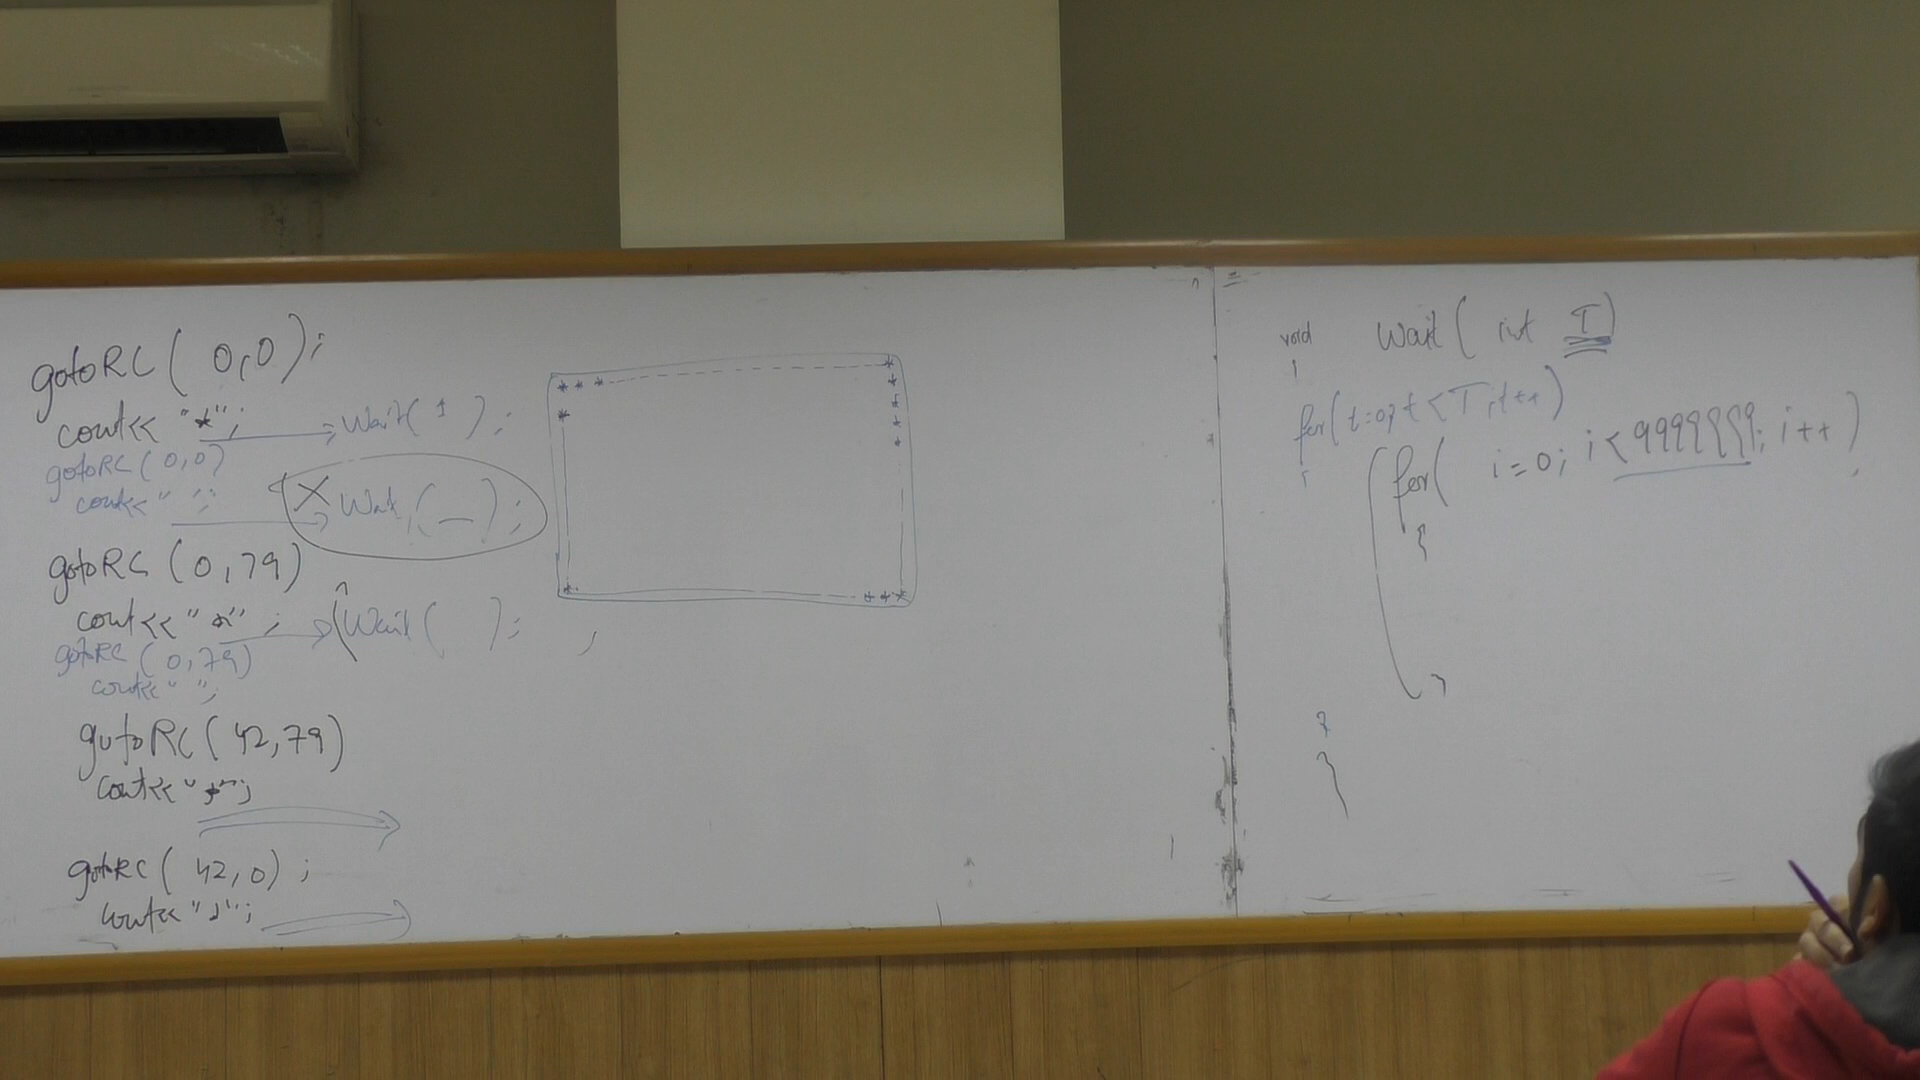 gotoRC( 0,0);
cout<< "*";
Wait( 1 );
gotoRC( 0,0)
cout<<" ";
Wait (_);
gotoRC (0,79)
cout<< "*" ;
Wait( );
gotoRC (0,79)
cout<<" ";
gotoRC( 42,79)
cout<< "*";
gotoRC( 42,0) ;
cout<< "*";
* * * *
*
*
*
*
*
* * * *
void Wait( int T)
{
for( t=0; t<T; t++)
{
for( i=0; i<99999999; i++)
{
}
}
}